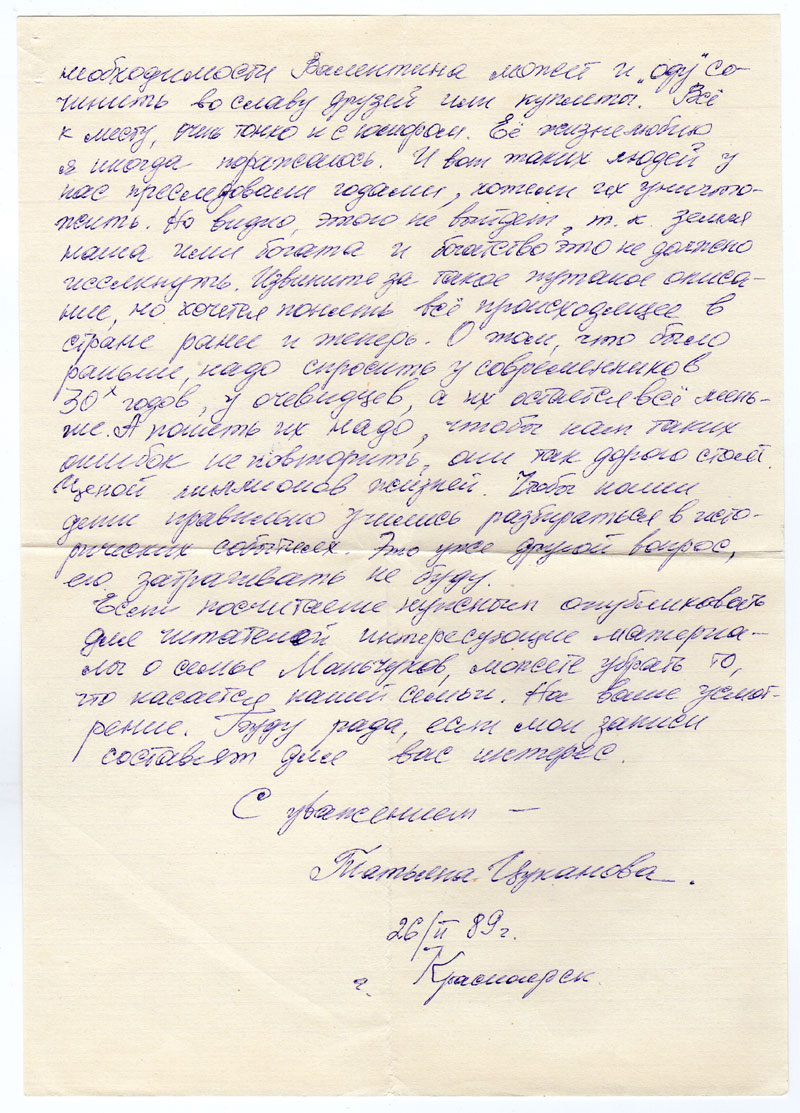 необходимости Валентина может и „оду" со-
чинить во славу друзей или куплеты. Всё
к месту, очень тонко и с юмором. Её жизнелюбию
я иногда поражаюсь. И вот таких людей у
нас преследовали годами, хотели их уничто-
жить. Но видно, этого не выйдет, т. к. земля
наша ими богата и богатство это не должно
иссякнуть. Извините за такое путаное описа-
ние, но хочется понять всё происходящее в
стране ранее и теперь. О том, что было
раньше, надо спросить у современников
30х годов, у очевидцев, а их остается всё мень-
ше. А понять их надо, чтобы нам таких
ошибок не повторить, они так дорого стоят.
Ценой миллионов жизней. Чтобы наши
дети правильно учились разбираться в исто-
рических событиях. Это уже другой вопрос,
его затрагивать не буду.
Если посчитаете нужным опубликовать
для читателей интересующие материа-
лы о семье Маньчуков, можете убрать то,
что касается нашей семьи. На ваше усмот-
рение. Буду рада, если мои записи
составят для вас интерес.
С уважением —
Татьяна Цуканова.
26/II 89г.
г. Красноярск.